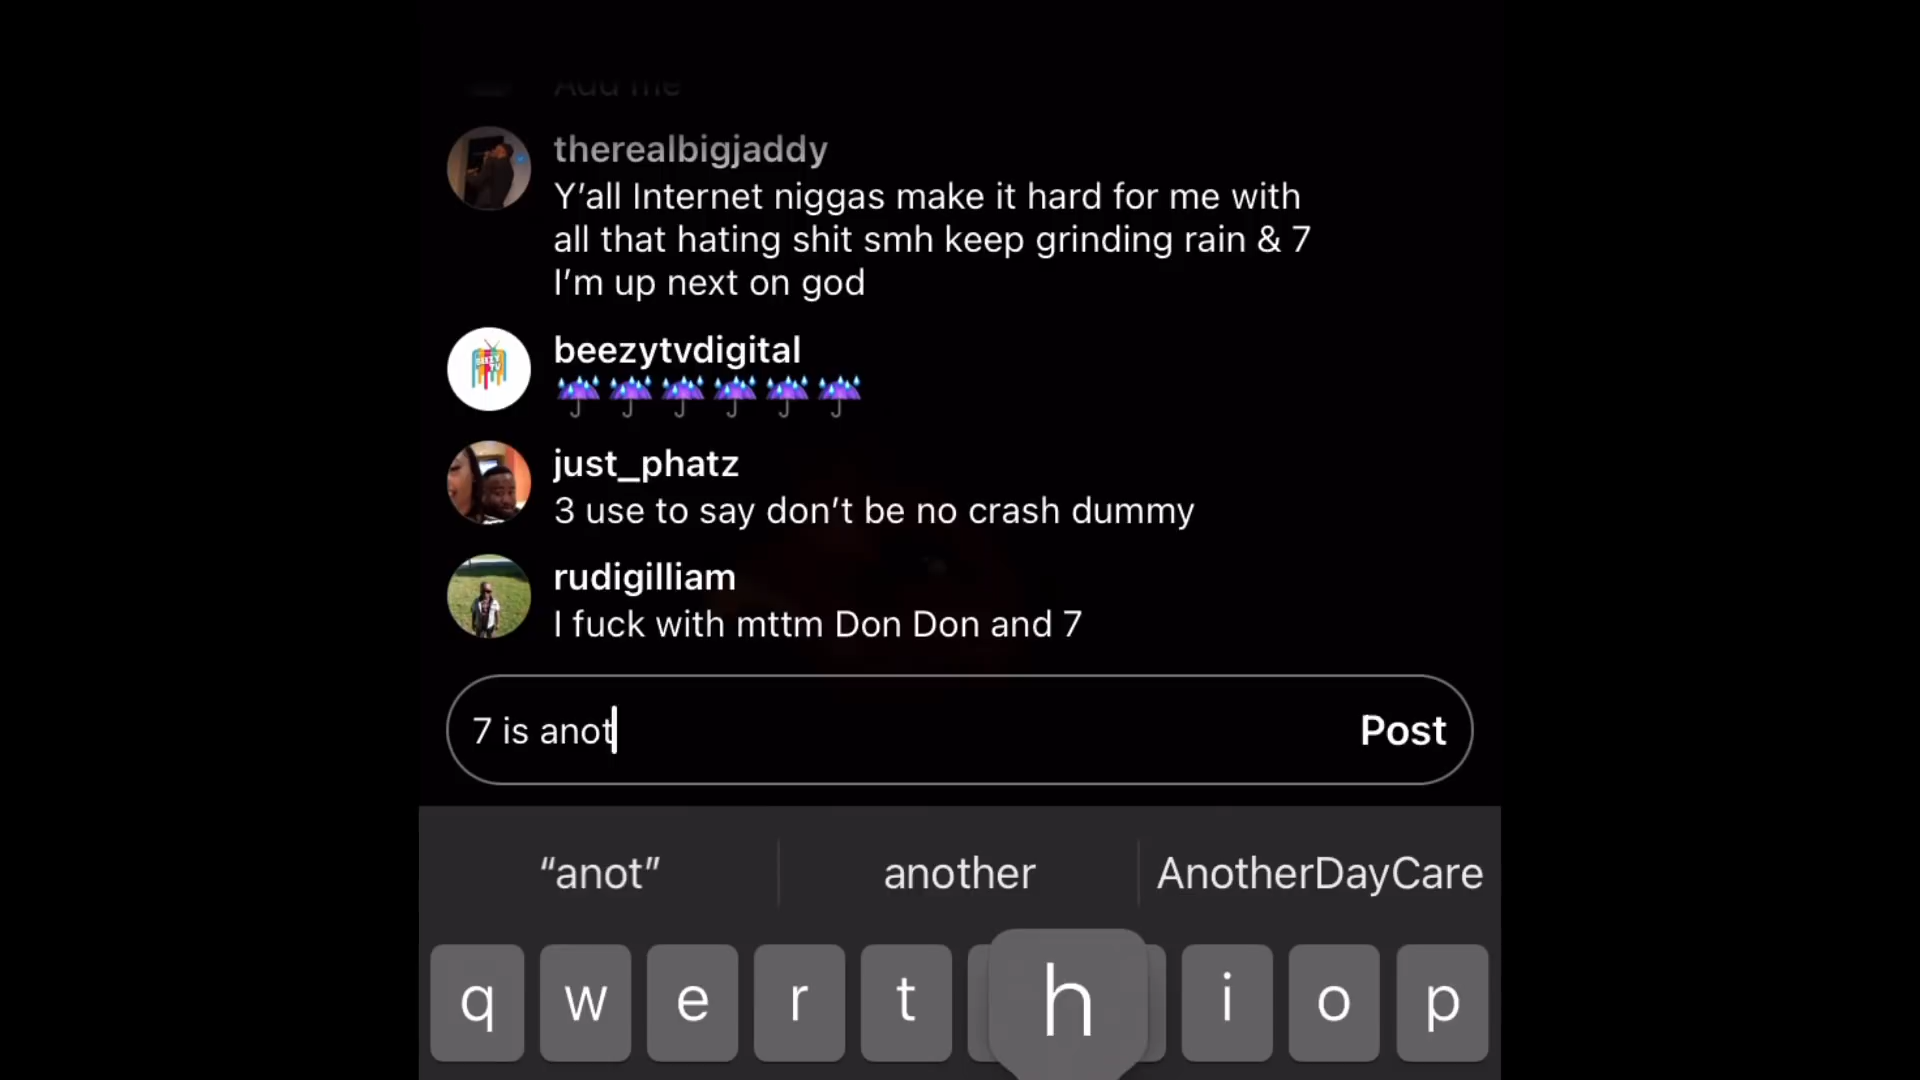 Add me
therealbigjaddy
Y’all Internet niggas make it hard for me with
all that hating shit smh keep grinding rain & 7
I’m up next on god
beezytvdigital
☔☔☔☔☔☔
just_phatz
3 use to say don’t be no crash dummy
rudigilliam
I fuck with mttm Don Don and 7
7 is anot
Post
“anot” another AnotherDayCare
q w e r t h i o p